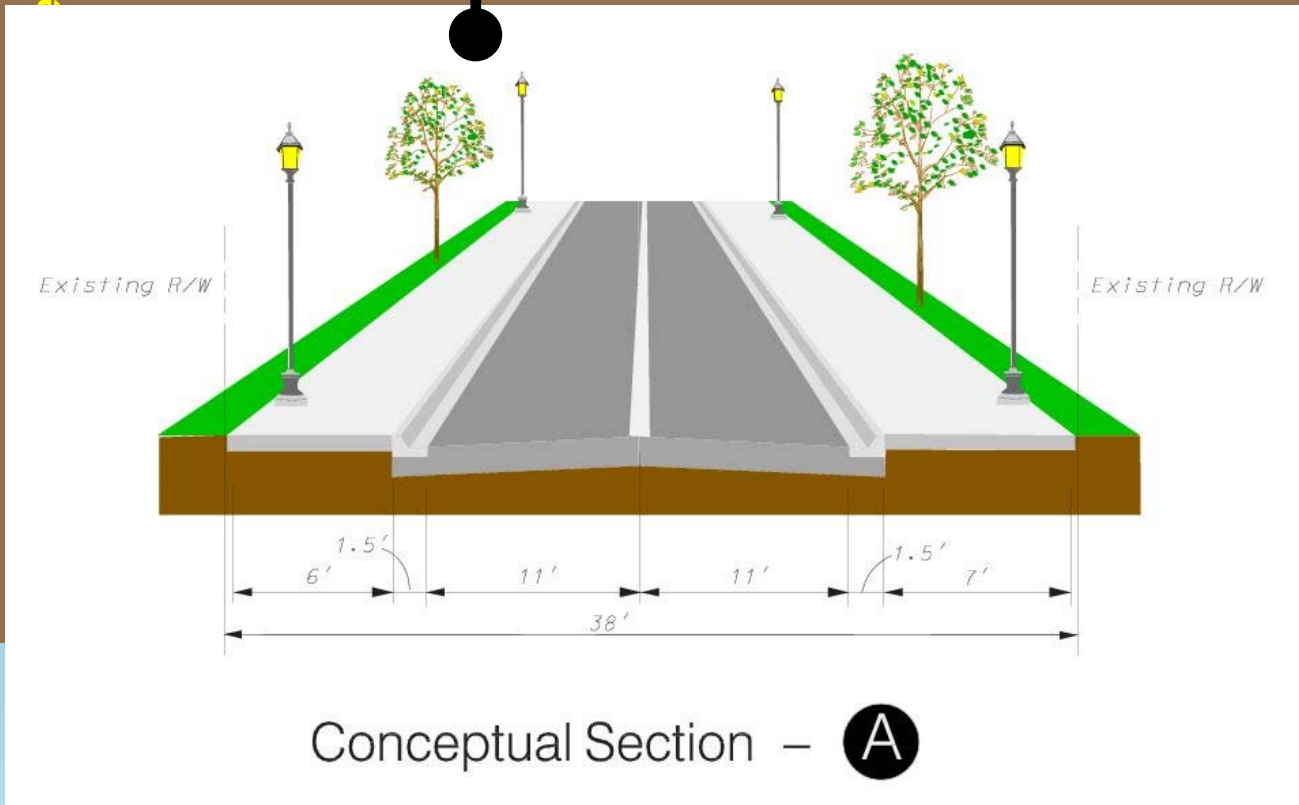 Existing R/W
Existing R/W
1.5'
1.5'
6'
11'
11'
7'
38'
Conceptual Section – A